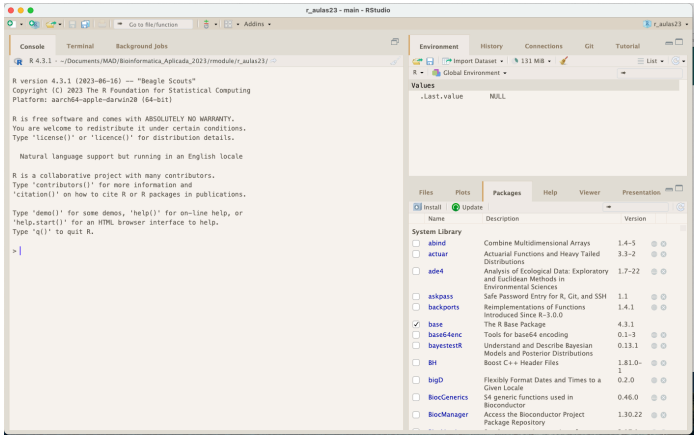 r_aulas23 - main - RStudio
Go to file/function
Addins
r_aulas23
Console Terminal Background Jobs
R 4.3.1 · ~/Documents/MAD/Bioinformatica_Aplicada_2023/rmodule/r_aulas23/
R version 4.3.1 (2023-06-16) -- "Beagle Scouts"
Copyright (C) 2023 The R Foundation for Statistical Computing
Platform: aarch64-apple-darwin20 (64-bit)
R is free software and comes with ABSOLUTELY NO WARRANTY.
You are welcome to redistribute it under certain conditions.
Type 'license()' or 'licence()' for distribution details.
Natural language support but running in an English locale
R is a collaborative project with many contributors.
Type 'contributors()' for more information and
'citation()' on how to cite R or R packages in publications.
Type 'demo()' for some demos, 'help()' for on-line help, or
'help.start()' for an HTML browser interface to help.
Type 'q()' to quit R.
>
Environment History Connections Git Tutorial
Import Dataset 131 MiB List
R Global Environment
Values
.Last.value NULL
Files Plots Packages Help Viewer Presentation
Install Update
Name Description Version
System Library
abind Combine Multidimensional Arrays 1.4-5
actuar Actuarial Functions and Heavy Tailed 3.3-2
Distributions
ade4 Analysis of Ecological Data: Exploratory 1.7-22
and Euclidean Methods in
Environmental Sciences
askpass Safe Password Entry for R, Git, and SSH 1.1
backports Reimplementations of Functions 1.4.1
Introduced Since R-3.0.0
base The R Base Package 4.3.1
base64enc Tools for base64 encoding 0.1-3
bayestestR Understand and Describe Bayesian 0.13.1
Models and Posterior Distributions
BH Boost C++ Header Files 1.81.0-
1
bigD Flexibly Format Dates and Times to a 0.2.0
Given Locale
BiocGenerics S4 generic functions used in 0.46.0
Bioconductor
BiocManager Access the Bioconductor Project 1.30.22
Package Repository